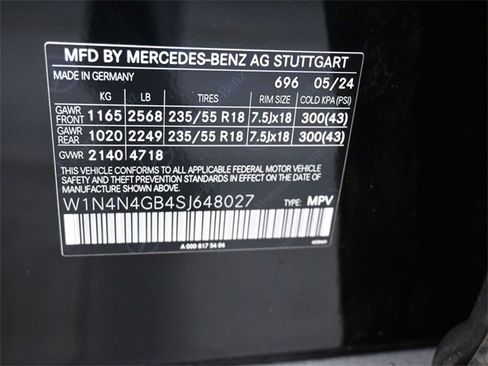 MFD BY MERCEDES-BENZ AG STUTTGART
MADE IN GERMANY 696 05/24
KG LB TIRES RIM SIZE COLD KPA (PSI)
GAWR FRONT 1165 2568 235/55 R18 7.5Jx18 300(43)
GAWR REAR 1020 2249 235/55 R18 7.5Jx18 300(43)
GVWR 2140 4718
THIS VEHICLE CONFORMS TO ALL APPLICABLE FEDERAL MOTOR VEHICLE
SAFETY AND THEFT PREVENTION STANDARDS IN EFFECT ON THE DATE OF
MANUFACTURE SHOWN ABOVE.
W1N4N4GB4SJ648027 TYPE: MPV
A 000 817 54 04